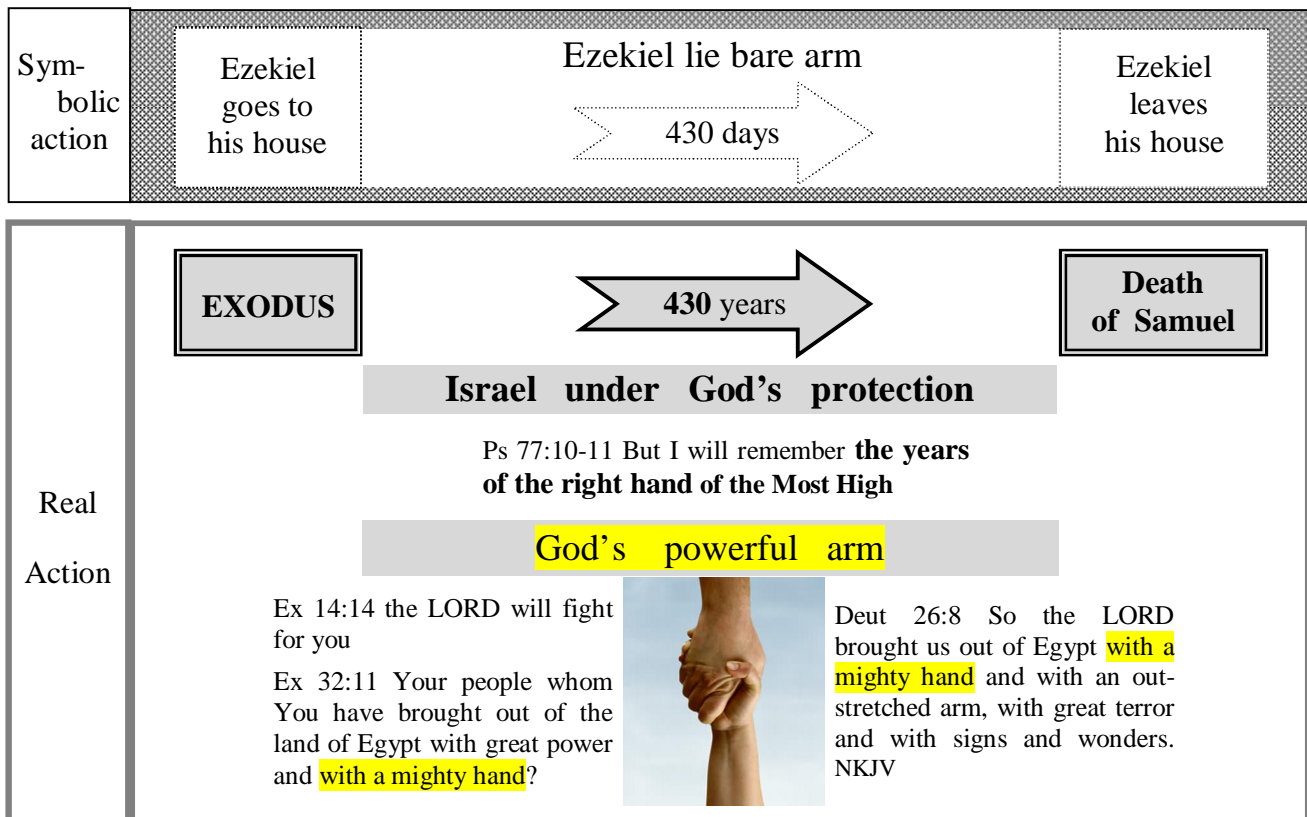 Sym-
bolic
action
Ezekiel
goes to
his house
Ezekiel lie bare arm
430 days
Ezekiel
leaves
his house
Real
Action
EXODUS
430 years
Death
of Samuel
Israel under God’s protection
Ps 77:10-11 But I will remember the years
of the right hand of the Most High
God’s powerful arm
Ex 14:14 the LORD will fight
for you
Ex 32:11 Your people whom
You have brought out of the
land of Egypt with great power
and with a mighty hand?
Deut 26:8 So the LORD
brought us out of Egypt with a
mighty hand and with an out-
stretched arm, with great terror
and with signs and wonders.
NKJV